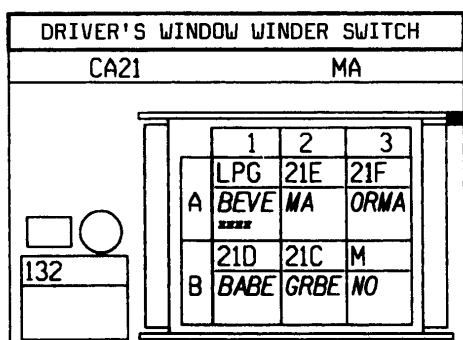 DRIVER'S WINDOW WINDER SWITCH
CA21 MA
1 2 3
LPG 21E 21F
A BEVE MA ORMA
****
21D 21C M
132
B BABE GRBE NO